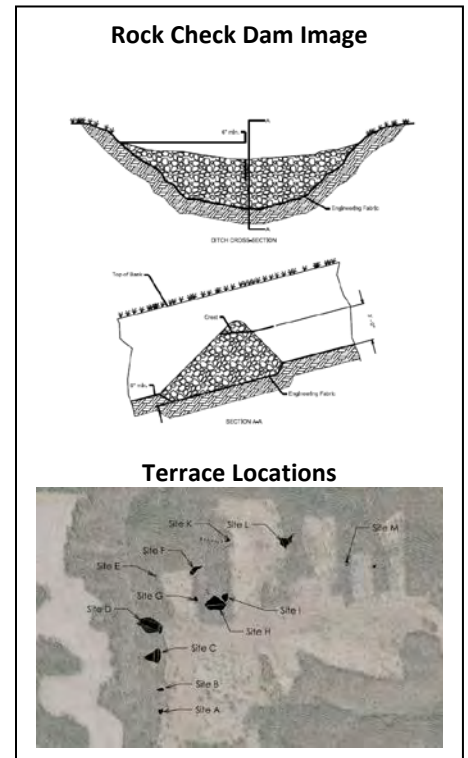 Rock Check Dam Image
6" min.
A
Engineering Fabric
A
DITCH CROSS-SECTION
Top of Bank
Crest
6" min.
Engineering Fabric
SECTION A-A
Terrace Locations
Site K
Site L
Site M
Site F
Site E
Site G
Site I
Site D
Site H
Site C
Site B
Site A